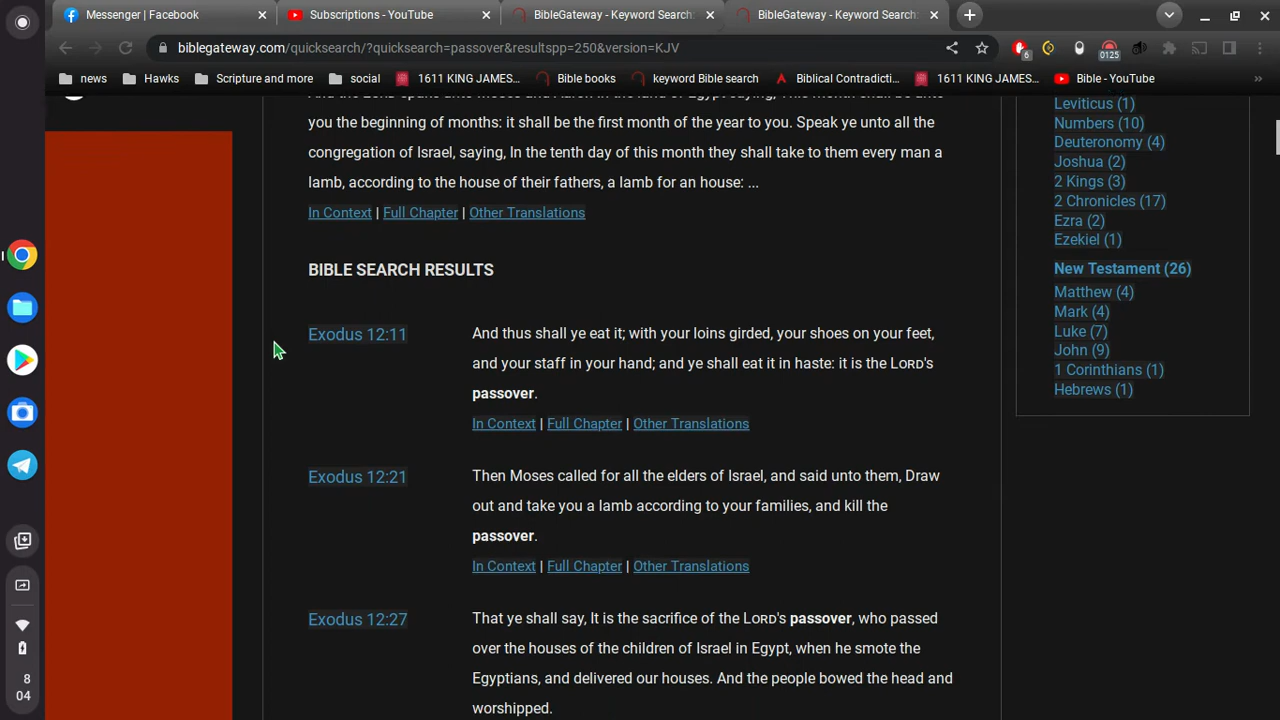 Messenger | Facebook
Subscriptions - YouTube
BibleGateway - Keyword Search:
BibleGateway - Keyword Search:
biblegateway.com/quicksearch/?quicksearch=passover&resultspp=250&version=KJV
6
0125
news
Hawks
Scripture and more
social
1611 KING JAMES...
Bible books
keyword Bible search
Biblical Contradicti...
1611 KING JAMES...
Bible - YouTube
»
you the beginning of months: it shall be the first month of the year to you. Speak ye unto all the
congregation of Israel, saying, In the tenth day of this month they shall take to them every man a
lamb, according to the house of their fathers, a lamb for an house: ...
In Context | Full Chapter | Other Translations
BIBLE SEARCH RESULTS
Exodus 12:11
And thus shall ye eat it; with your loins girded, your shoes on your feet,
and your staff in your hand; and ye shall eat it in haste: it is the LORD's
passover.
In Context | Full Chapter | Other Translations
Exodus 12:21
Then Moses called for all the elders of Israel, and said unto them, Draw
out and take you a lamb according to your families, and kill the
passover.
In Context | Full Chapter | Other Translations
Exodus 12:27
That ye shall say, It is the sacrifice of the LORD's passover, who passed
over the houses of the children of Israel in Egypt, when he smote the
Egyptians, and delivered our houses. And the people bowed the head and
worshipped.
Leviticus (1)
Numbers (10)
Deuteronomy (4)
Joshua (2)
2 Kings (3)
2 Chronicles (17)
Ezra (2)
Ezekiel (1)
New Testament (26)
Matthew (4)
Mark (4)
Luke (7)
John (9)
1 Corinthians (1)
Hebrews (1)
8
04